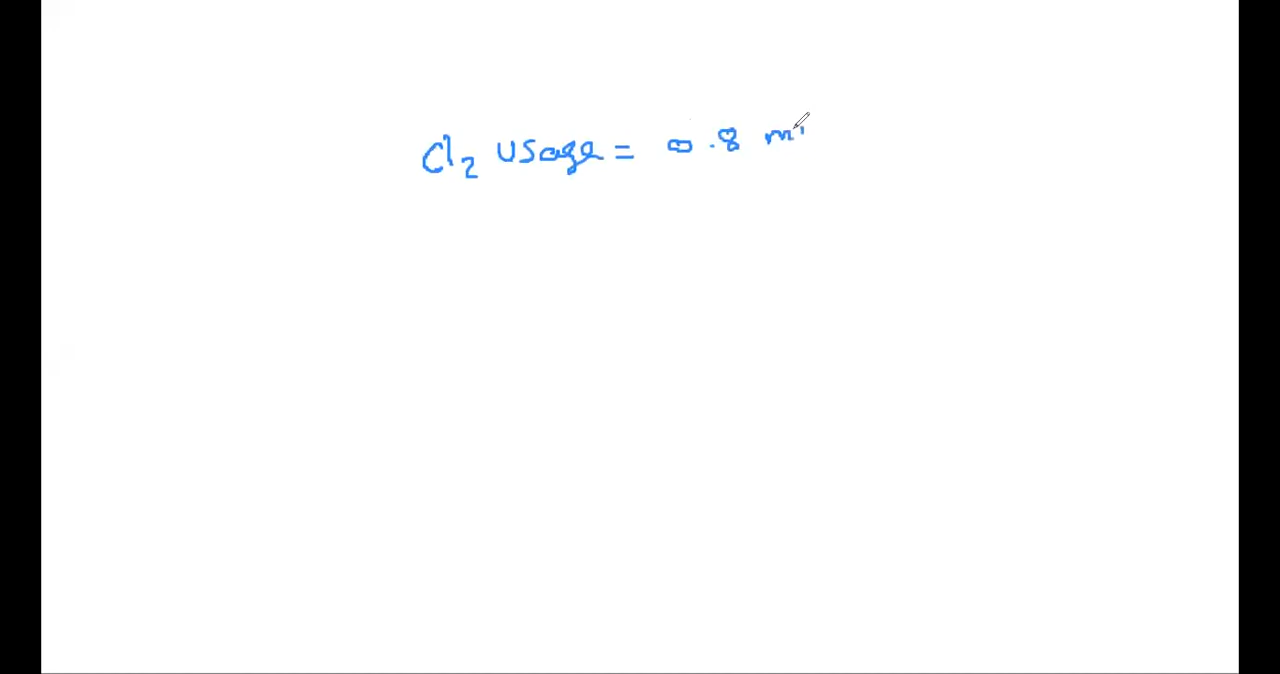 Cl₂ usage = 0.8 m